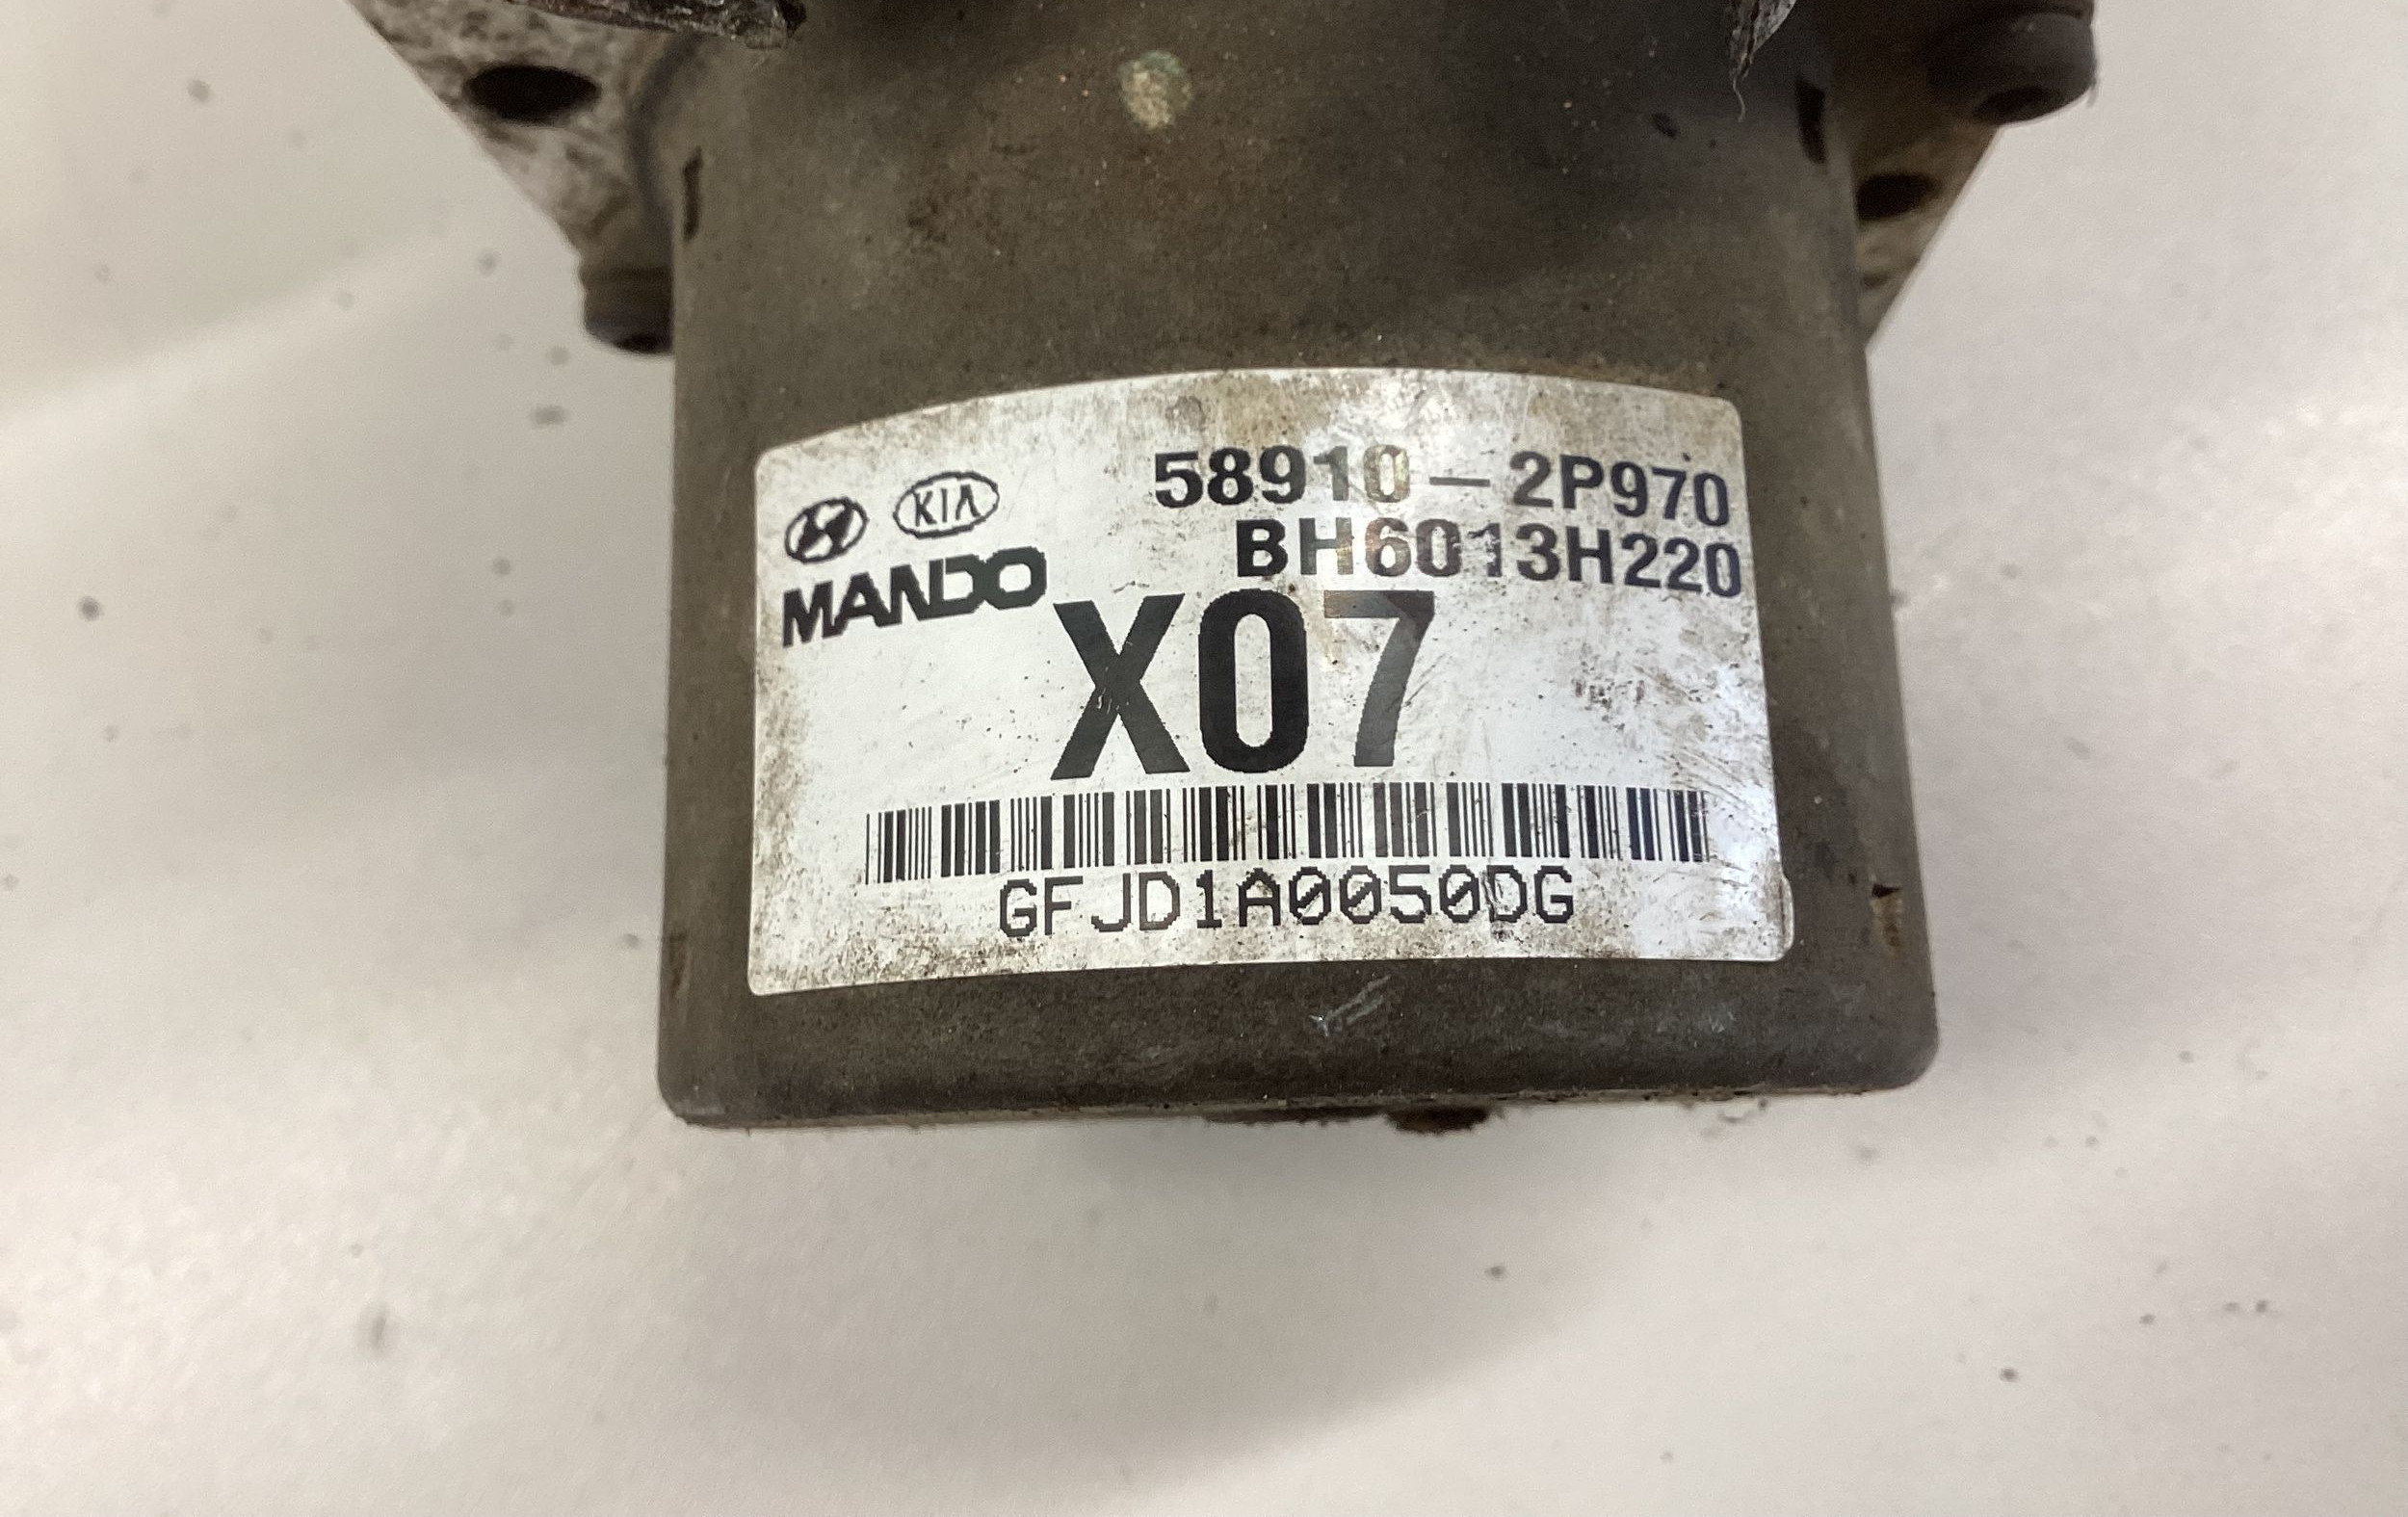 58910-2P970
KIA
BH6013H220
MANDO
X07
GFJD1A0050DG